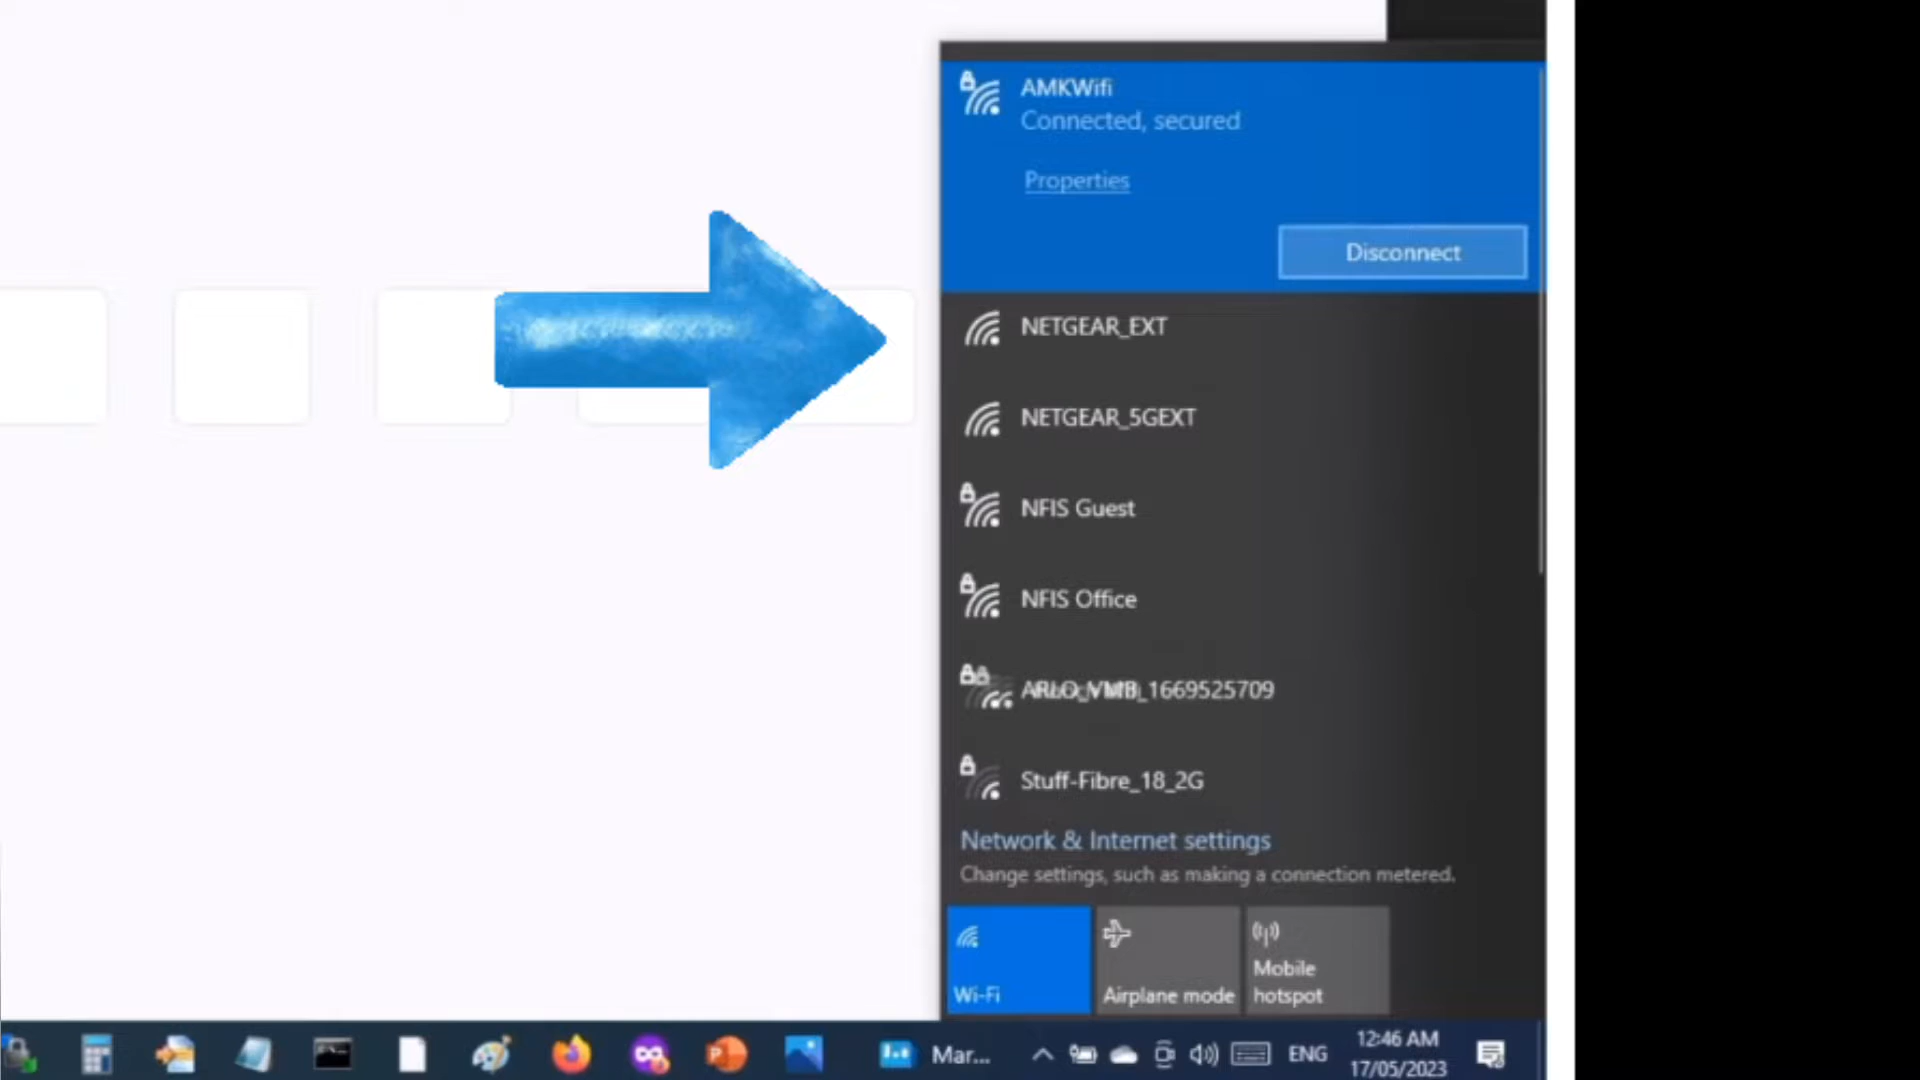 AMKWifi
Connected, secured
Properties
Disconnect
NETGEAR_EXT
NETGEAR_5GEXT
NFIS Guest
NFIS Office
ARLO_VMB_1669525709
Stuff-Fibre_18_2G
Network & Internet settings
Change settings, such as making a connection metered.
Wi-Fi
Airplane mode
Mobile
hotspot
Mar...
ENG
12:46 AM
17/05/2023